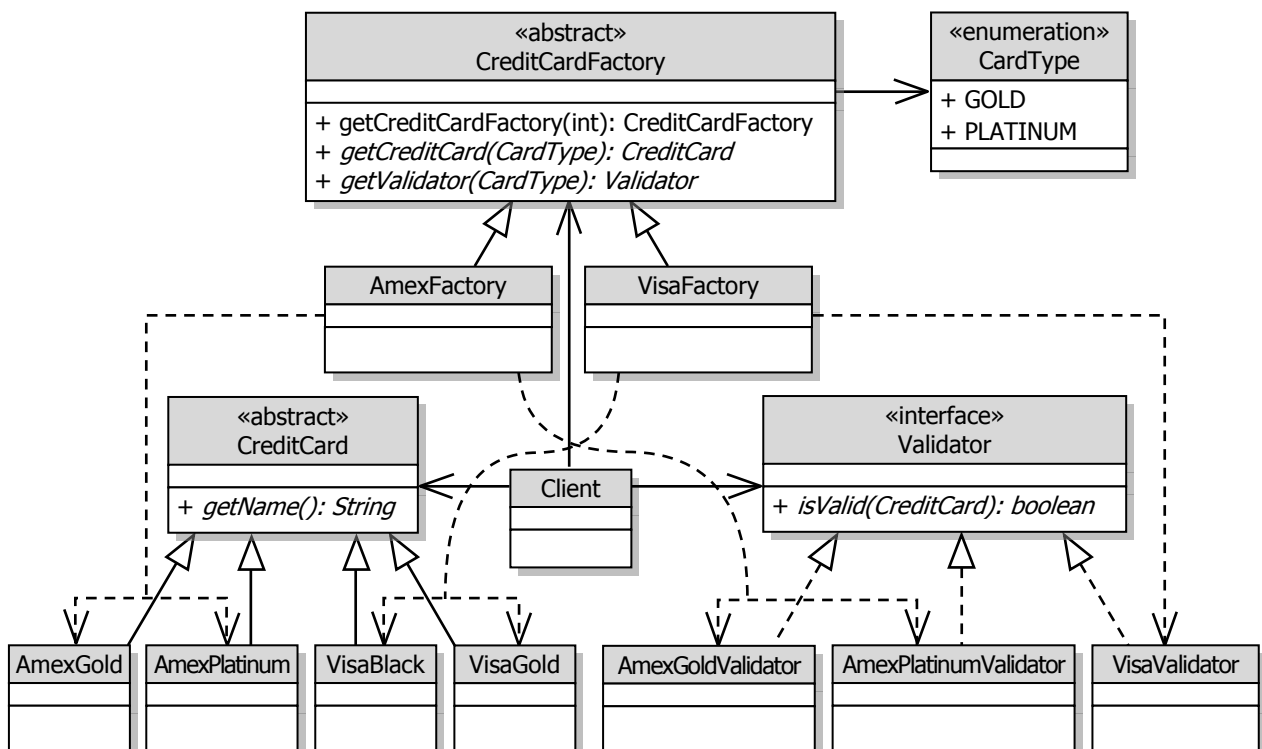 «abstract»
CreditCardFactory
+ getCreditCardFactory(int): CreditCardFactory
+ getCreditCard(CardType): CreditCard
+ getValidator(CardType): Validator
«enumeration»
CardType
+ GOLD
+ PLATINUM
AmexFactory
VisaFactory
«abstract»
CreditCard
+ getName(): String
Client
«interface»
Validator
+ isValid(CreditCard): boolean
AmexGold
AmexPlatinum
VisaBlack
VisaGold
AmexGoldValidator
AmexPlatinumValidator
VisaValidator